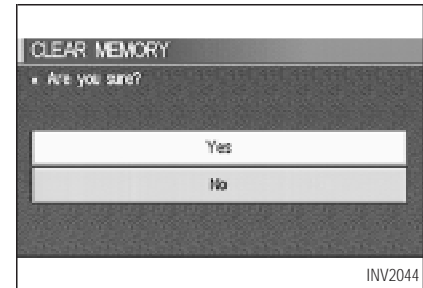 CLEAR MEMORY
▪ Are you sure?
Yes
No
INV2044